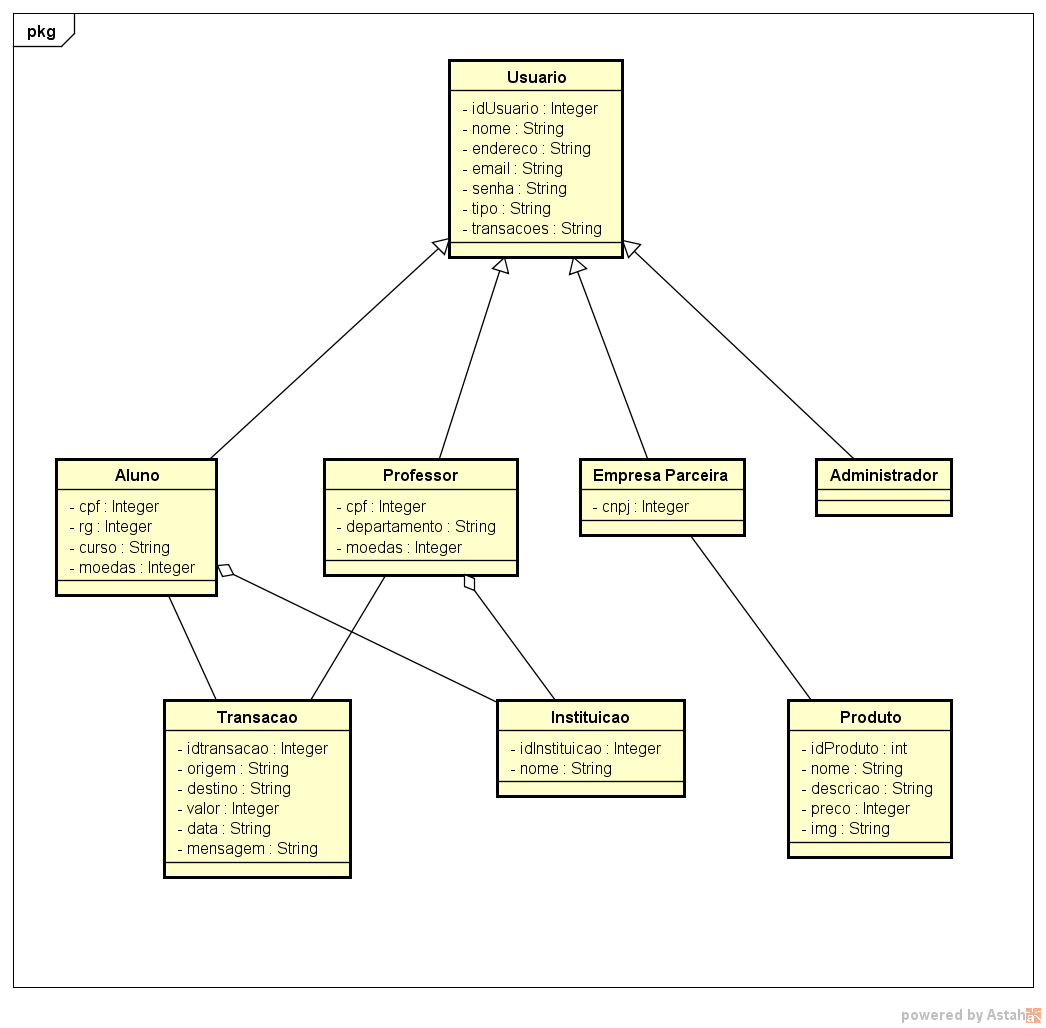 pkg
Usuario
- idUsuario : Integer
- nome : String
- endereco : String
- email : String
- senha : String
- tipo : String
- transacoes : String
Aluno
- cpf : Integer
- rg : Integer
- curso : String
- moedas : Integer
Professor
- cpf : Integer
- departamento : String
- moedas : Integer
Empresa Parceira
- cnpj : Integer
Administrador
Transacao
- idtransacao : Integer
- origem : String
- destino : String
- valor : Integer
- data : String
- mensagem : String
Instituicao
- idInstituicao : Integer
- nome : String
Produto
- idProduto : int
- nome : String
- descricao : String
- preco : Integer
- img : String
powered by Astah